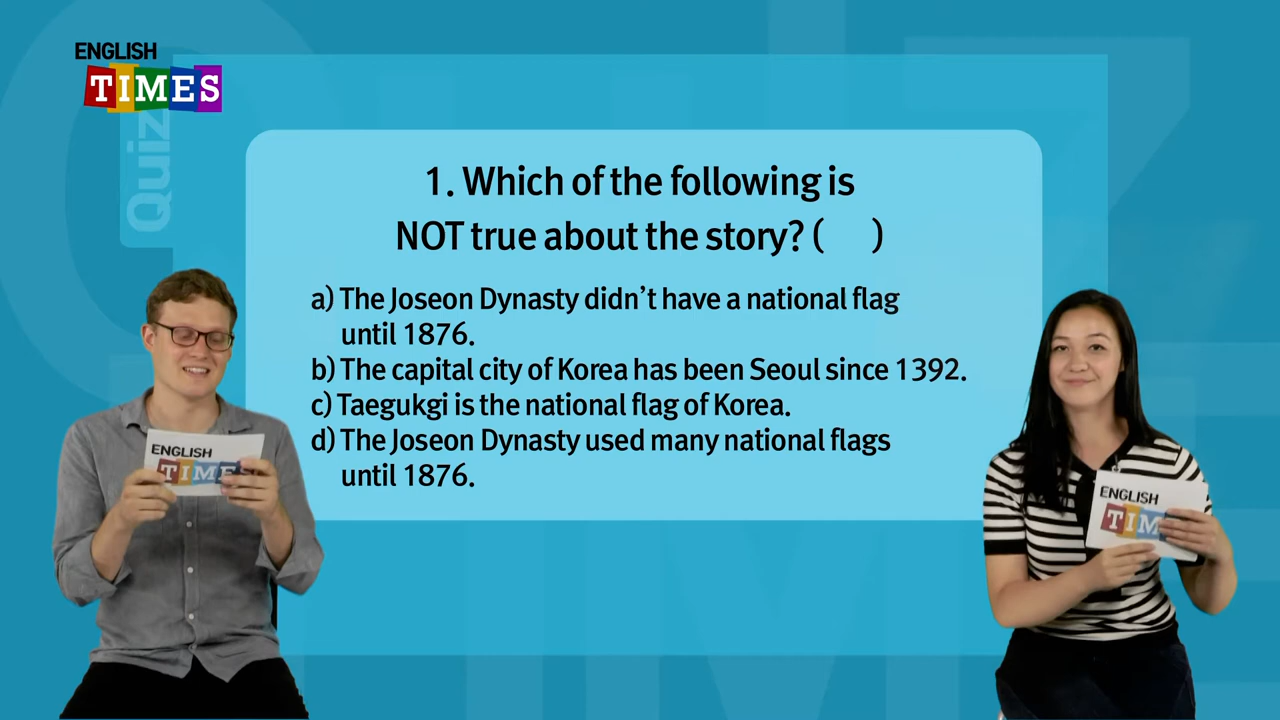 ENGLISH
TIMES
Quiz
1. Which of the following is
NOT true about the story? (    )
a) The Joseon Dynasty didn't have a national flag
until 1876.
b) The capital city of Korea has been Seoul since 1392.
c) Taegukgi is the national flag of Korea.
d) The Joseon Dynasty used many national flags
until 1876.
ENGLISH
TIMES
ENGLISH
TIM